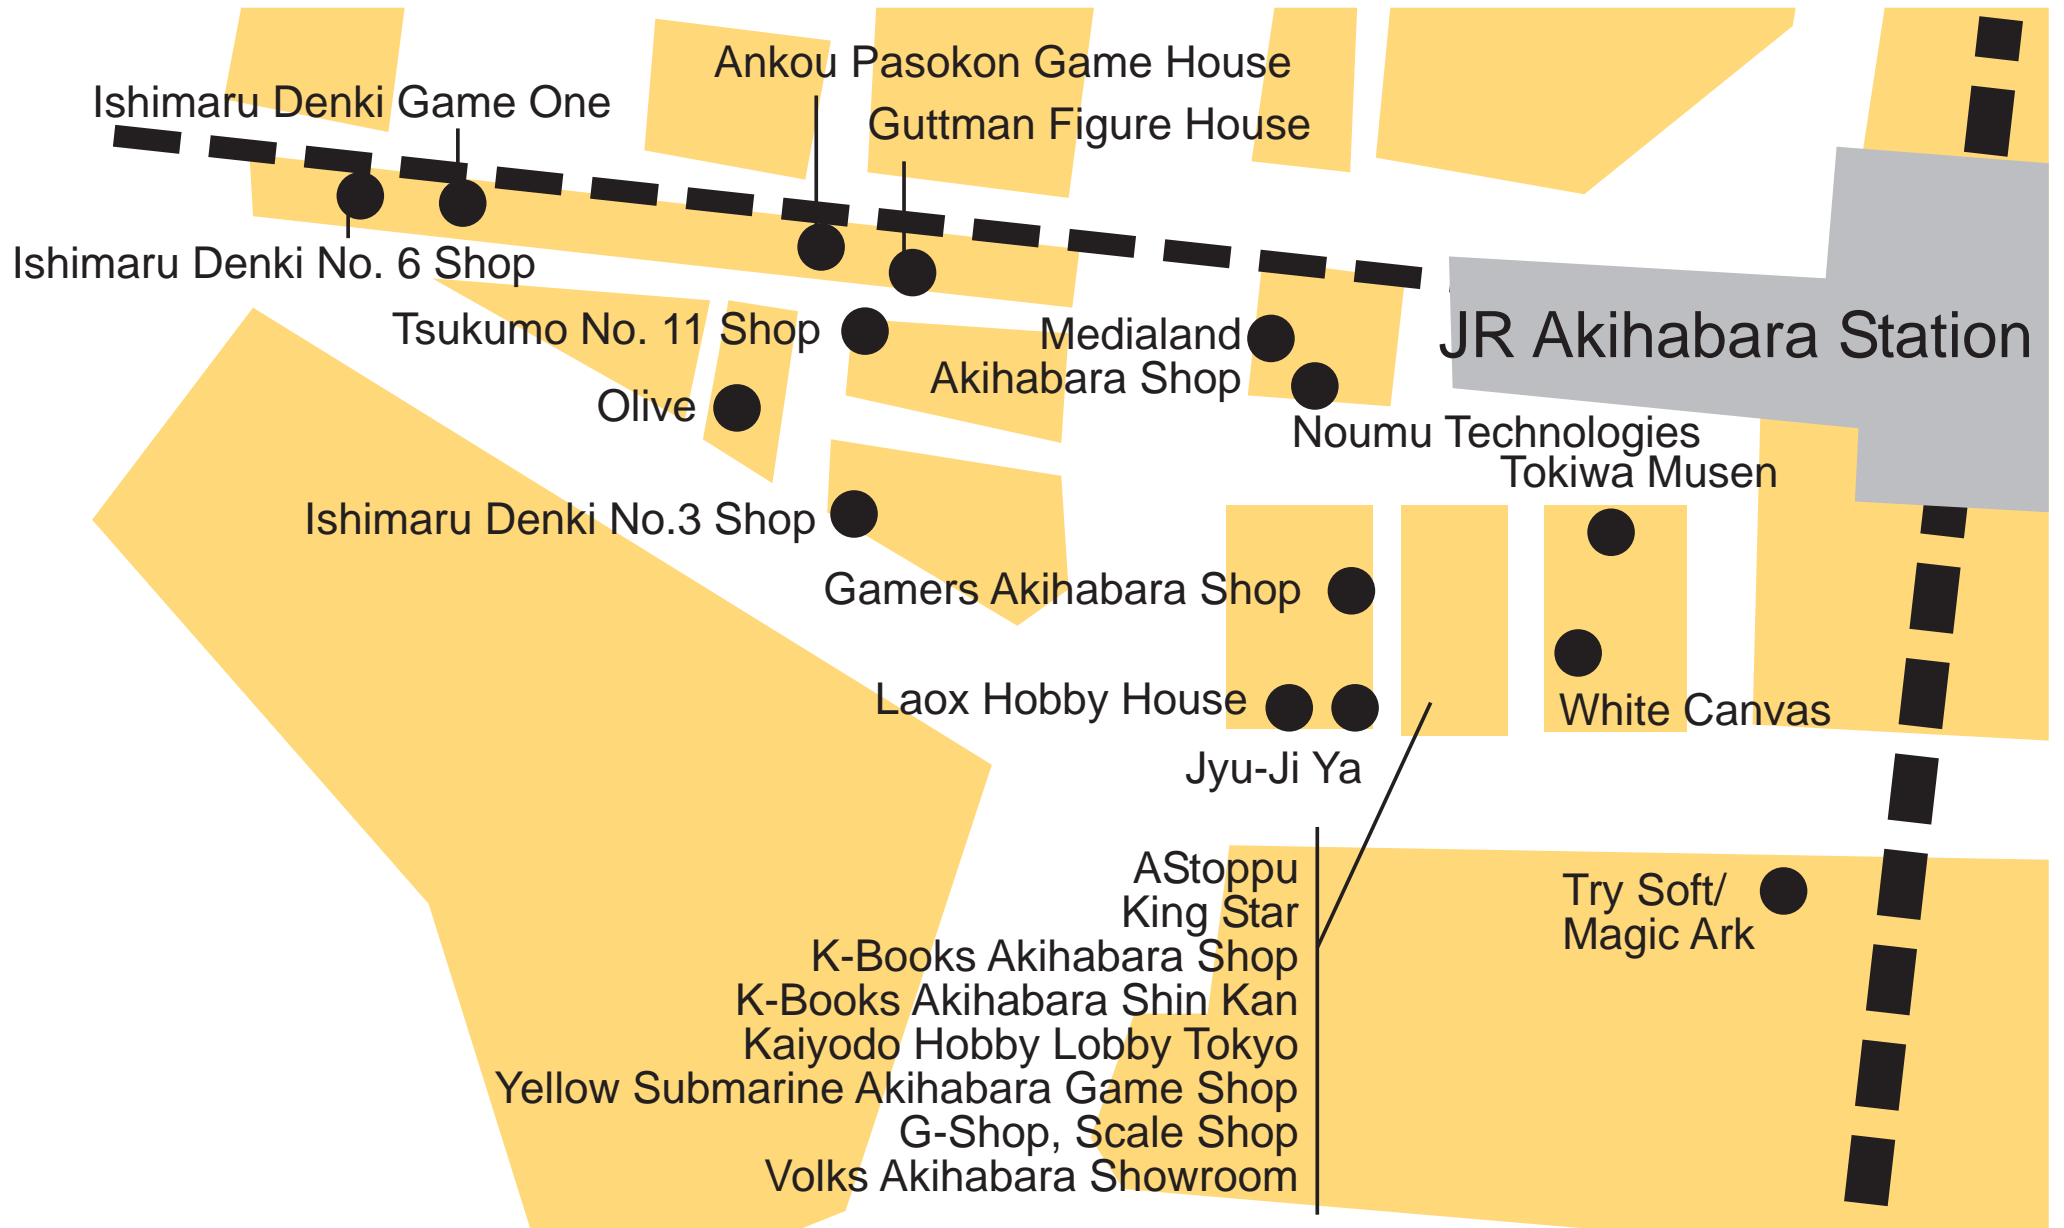 Ankou Pasokon Game House
Ishimaru Denki Game One
Guttman Figure House
Ishimaru Denki No. 6 Shop
Tsukumo No. 11 Shop
Medialand
Akihabara Shop
JR Akihabara Station
Olive
Noumu Technologies
Tokiwa Musen
Ishimaru Denki No.3 Shop
Gamers Akihabara Shop
Laox Hobby House
White Canvas
Jyu-Ji Ya
AStoppu
King Star
K-Books Akihabara Shop
K-Books Akihabara Shin Kan
Kaiyodo Hobby Lobby Tokyo
Yellow Submarine Akihabara Game Shop
G-Shop, Scale Shop
Volks Akihabara Showroom
Try Soft/
Magic Ark